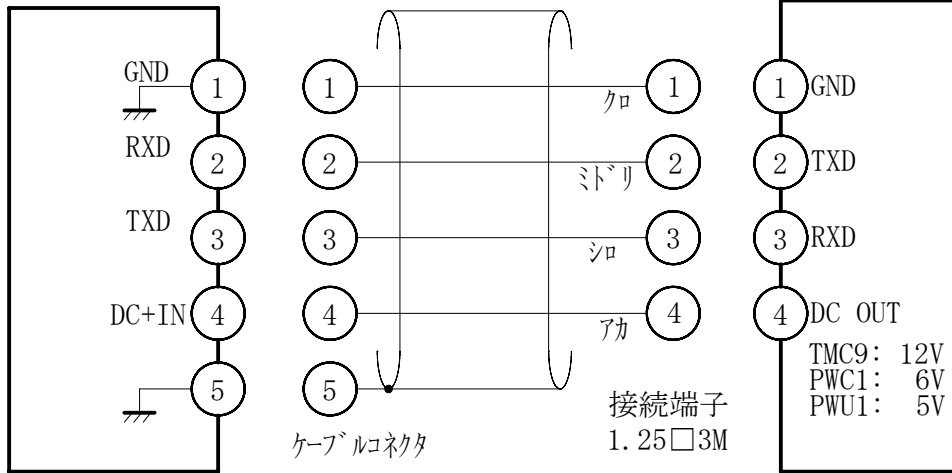 GND
1
1
クロ
1
1
GND
RXD
2
2
ミドリ
2
2
TXD
TXD
3
3
シロ
3
3
RXD
DC+IN
4
4
アカ
4
4
DC OUT
TMC9: 12V
PWC1: 6V
PWU1: 5V
5
5
ケーブルコネクタ
接続端子
1.25□3M